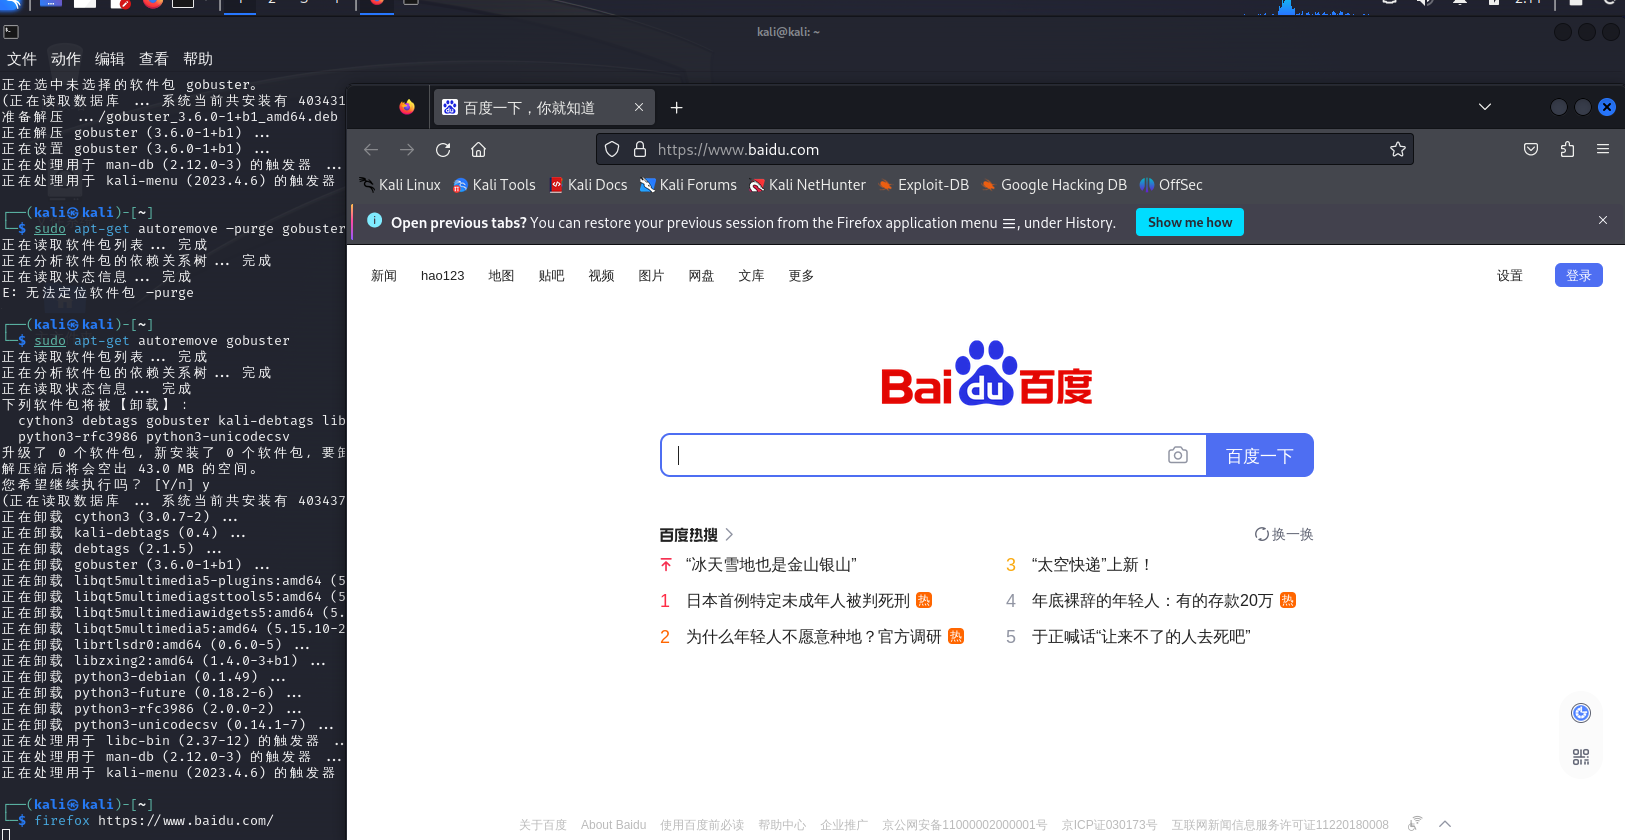 kali@kali: ~
文件 动作 编辑 查看 帮助
正在选中未选择的软件包 gobuster。
(正在读取数据库 ... 系统当前共安装有 403431
准备解压 .../gobuster_3.6.0-1+b1_amd64.deb
正在解压 gobuster (3.6.0-1+b1) ...
正在设置 gobuster (3.6.0-1+b1) ...
正在处理用于 man-db (2.12.0-3) 的触发器 ...
正在处理用于 kali-menu (2023.4.6) 的触发器
┌──(kali㉿kali)-[~]
└─$ sudo apt-get autoremove —purge gobuster
正在读取软件包列表... 完成
正在分析软件包的依赖关系树... 完成
正在读取状态信息... 完成
E: 无法定位软件包 —purge
┌──(kali㉿kali)-[~]
└─$ sudo apt-get autoremove gobuster
正在读取软件包列表... 完成
正在分析软件包的依赖关系树... 完成
正在读取状态信息... 完成
下列软件包将被【卸载】:
cython3 debtags gobuster kali-debtags lib
python3-rfc3986 python3-unicodecsv
升级了 0 个软件包, 新安装了 0 个软件包, 要卸
解压缩后将会空出 43.0 MB 的空间。
您希望继续执行吗? [Y/n] y
(正在读取数据库 ... 系统当前共安装有 403437
正在卸载 cython3 (3.0.7-2) ...
正在卸载 kali-debtags (0.4) ...
正在卸载 debtags (2.1.5) ...
正在卸载 gobuster (3.6.0-1+b1) ...
正在卸载 libqt5multimedia5-plugins:amd64 (5
正在卸载 libqt5multimediagsttools5:amd64 (5
正在卸载 libqt5multimediawidgets5:amd64 (5.
正在卸载 libqt5multimedia5:amd64 (5.15.10-2
正在卸载 librtlsdr0:amd64 (0.6.0-5) ...
正在卸载 libzxing2:amd64 (1.4.0-3+b1) ...
正在卸载 python3-debian (0.1.49) ...
正在卸载 python3-future (0.18.2-6) ...
正在卸载 python3-rfc3986 (2.0.0-2) ...
正在卸载 python3-unicodecsv (0.14.1-7) ...
正在处理用于 libc-bin (2.37-12) 的触发器 ..
正在处理用于 man-db (2.12.0-3) 的触发器 ...
正在处理用于 kali-menu (2023.4.6) 的触发器
┌──(kali㉿kali)-[~]
└─$ firefox https://www.baidu.com/
百度一下，你就知道
https://www.baidu.com
Kali Linux Kali Tools Kali Docs Kali Forums Kali NetHunter Exploit-DB Google Hacking DB OffSec
Open previous tabs? You can restore your previous session from the Firefox application menu ☰, under History. Show me how
新闻 hao123 地图 贴吧 视频 图片 网盘 文库 更多 设置 登录
Bai du 百度
百度一下
百度热搜 换一换
“冰天雪地也是金山银山” 3 “太空快递”上新！
1 日本首例特定未成年人被判死刑 热 4 年底裸辞的年轻人：有的存款20万 热
2 为什么年轻人不愿意种地？官方调研 热 5 于正喊话“让来不了的人去死吧”
关于百度 About Baidu 使用百度前必读 帮助中心 企业推广 京公网安备11000002000001号 京ICP证030173号 互联网新闻信息服务许可证11220180008